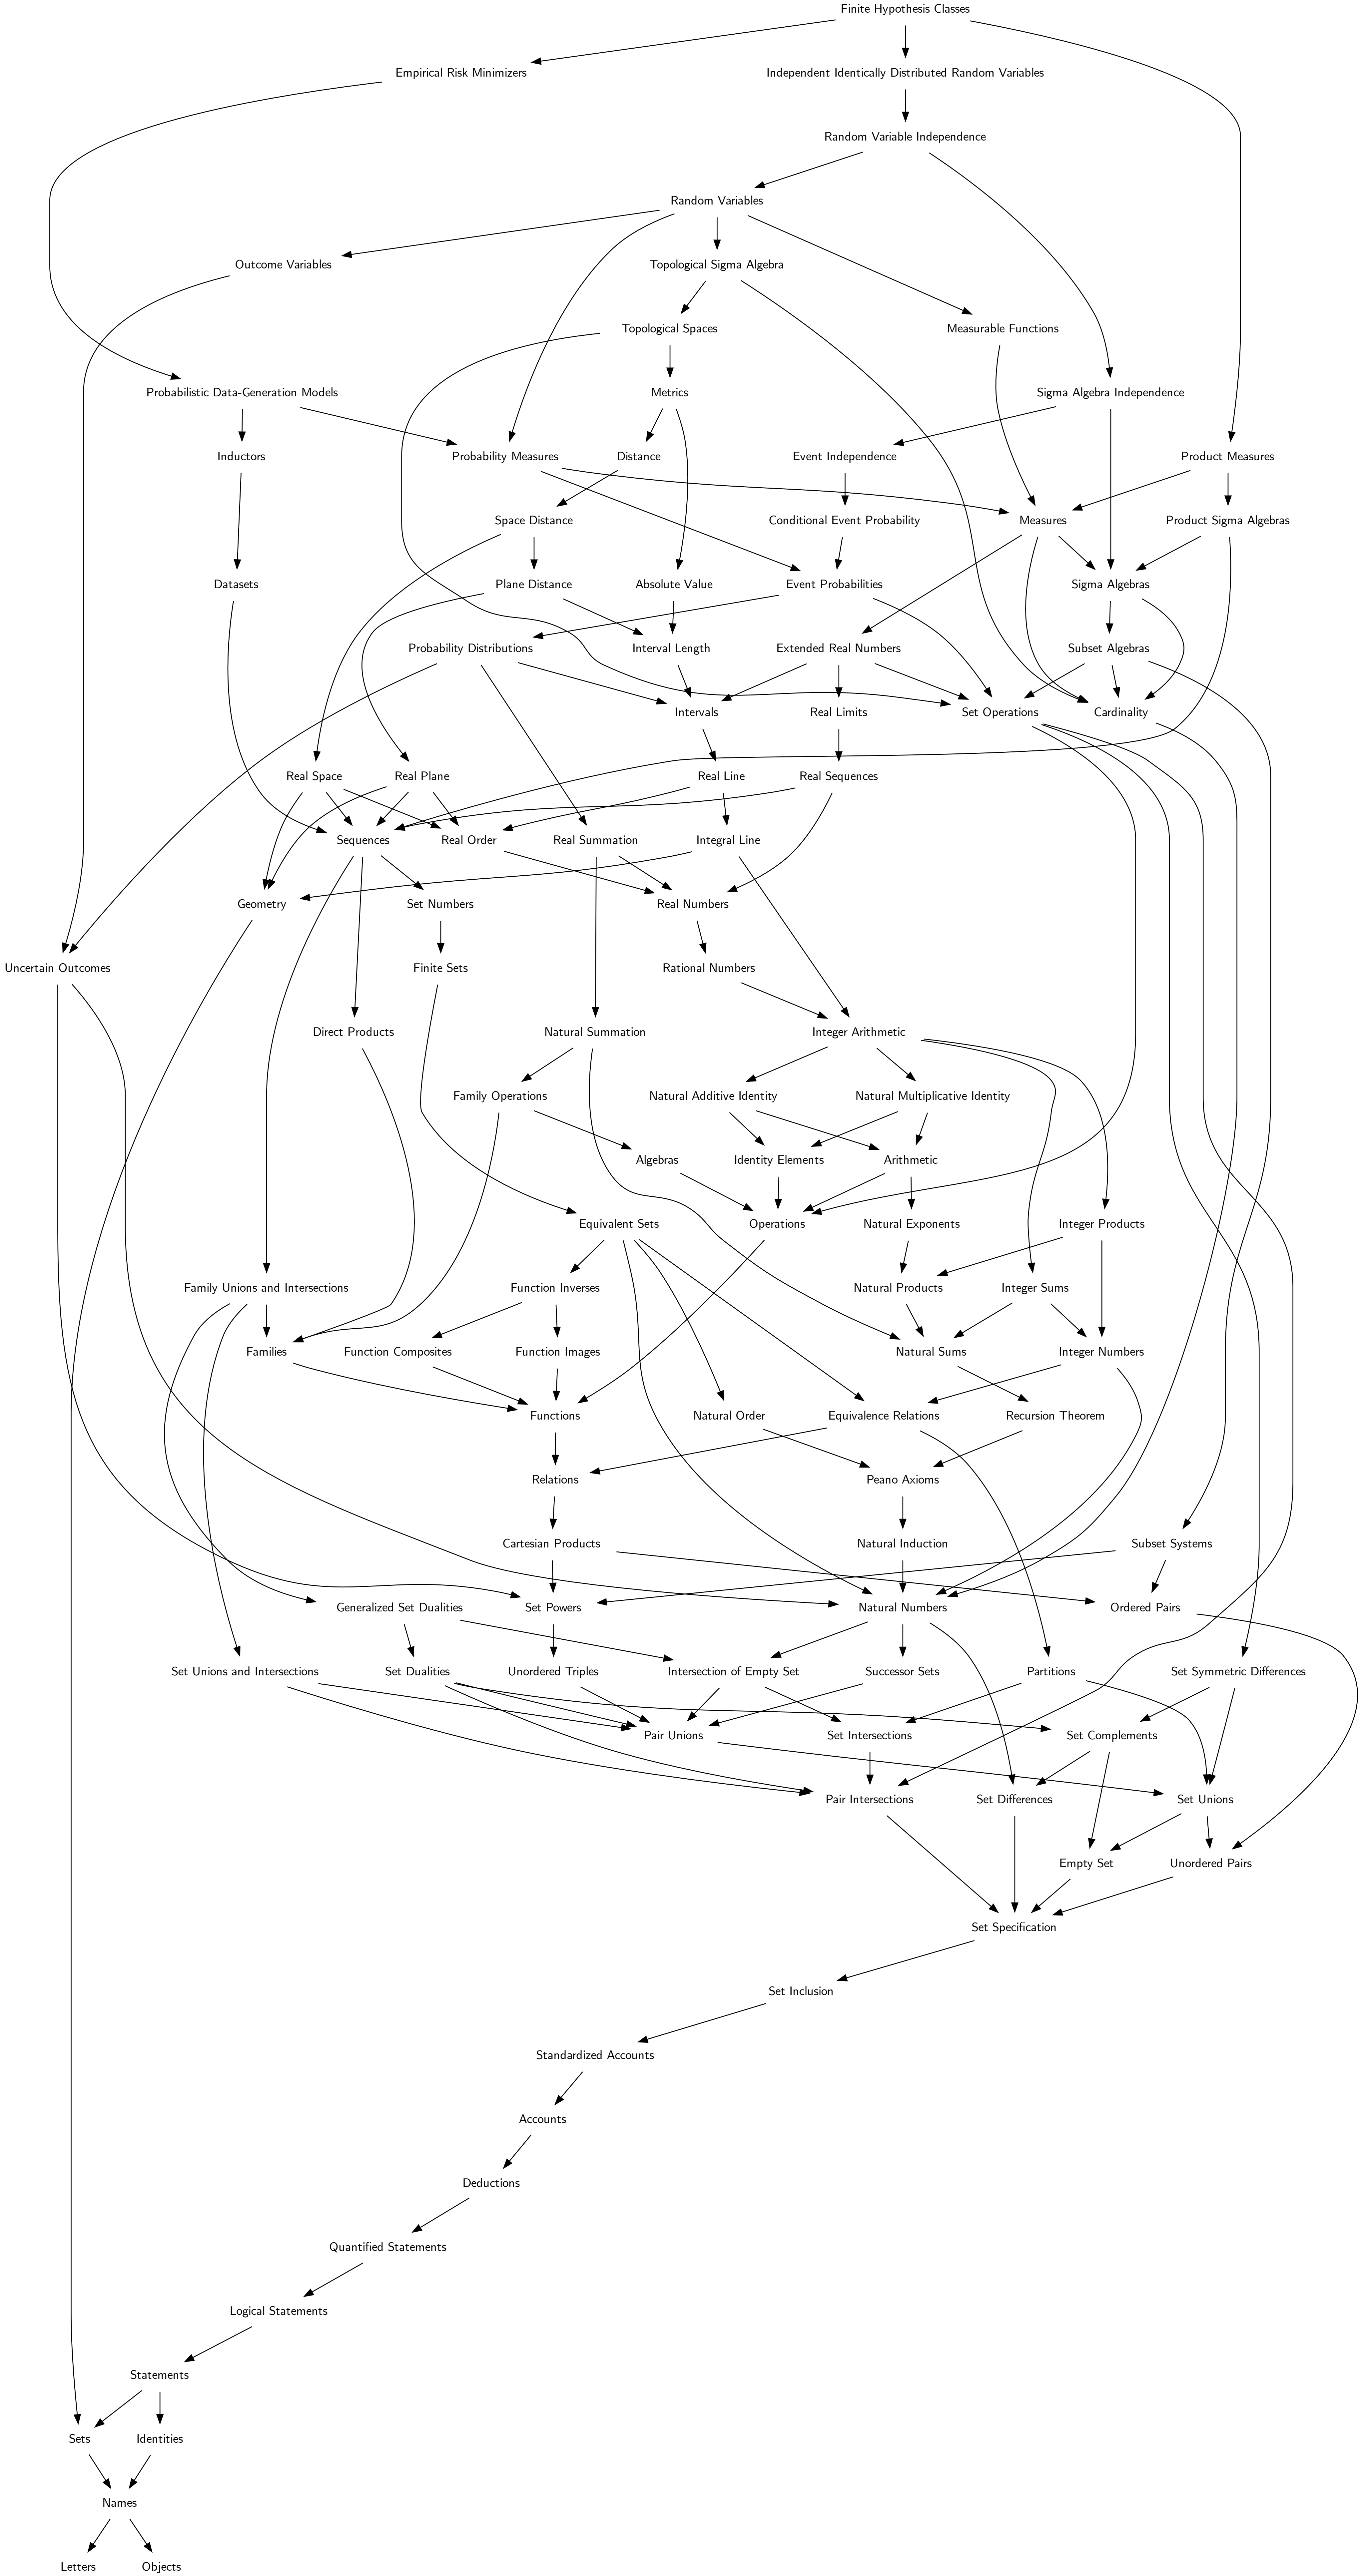 Finite Hypothesis Classes
Empirical Risk Minimizers
Independent Identically Distributed Random Variables
Random Variable Independence
Random Variables
Outcome Variables
Topological Sigma Algebra
Topological Spaces
Measurable Functions
Probabilistic Data-Generation Models
Metrics
Sigma Algebra Independence
Inductors
Probability Measures
Distance
Event Independence
Product Measures
Space Distance
Conditional Event Probability
Measures
Product Sigma Algebras
Datasets
Plane Distance
Absolute Value
Event Probabilities
Sigma Algebras
Probability Distributions
Interval Length
Extended Real Numbers
Subset Algebras
Intervals
Real Limits
Set Operations
Cardinality
Real Space
Real Plane
Real Line
Real Sequences
Sequences
Real Order
Real Summation
Integral Line
Geometry
Set Numbers
Real Numbers
Uncertain Outcomes
Finite Sets
Rational Numbers
Direct Products
Natural Summation
Integer Arithmetic
Family Operations
Natural Additive Identity
Natural Multiplicative Identity
Algebras
Identity Elements
Arithmetic
Equivalent Sets
Operations
Natural Exponents
Integer Products
Family Unions and Intersections
Function Inverses
Natural Products
Integer Sums
Families
Function Composites
Function Images
Natural Sums
Integer Numbers
Functions
Natural Order
Equivalence Relations
Recursion Theorem
Relations
Peano Axioms
Cartesian Products
Natural Induction
Subset Systems
Generalized Set Dualities
Set Powers
Natural Numbers
Ordered Pairs
Set Unions and Intersections
Set Dualities
Unordered Triples
Intersection of Empty Set
Successor Sets
Partitions
Set Symmetric Differences
Pair Unions
Set Intersections
Set Complements
Pair Intersections
Set Differences
Set Unions
Empty Set
Unordered Pairs
Set Specification
Set Inclusion
Standardized Accounts
Accounts
Deductions
Quantified Statements
Logical Statements
Statements
Sets
Identities
Names
Letters
Objects